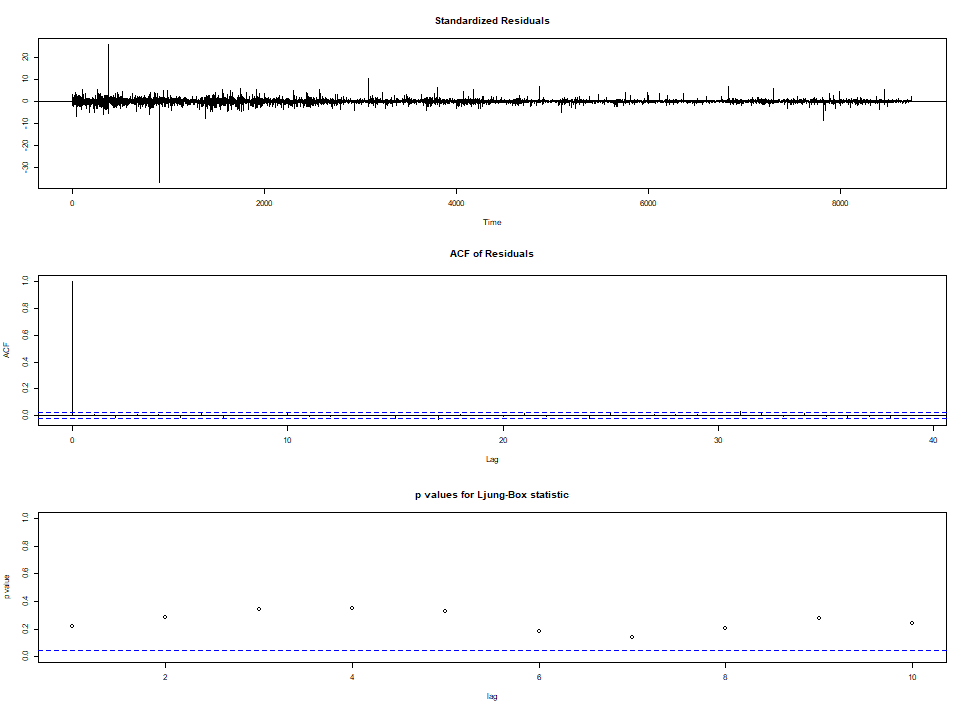 Standardized Residuals
20
10
0
-10
-20
-30
0 2000 4000 6000 8000
Time
ACF of Residuals
ACF
1.0
0.8
0.6
0.4
0.2
0.0
0 10 20 30 40
Lag
p values for Ljung-Box statistic
p value
1.0
0.8
0.6
0.4
0.2
0.0
2 4 6 8 10
lag